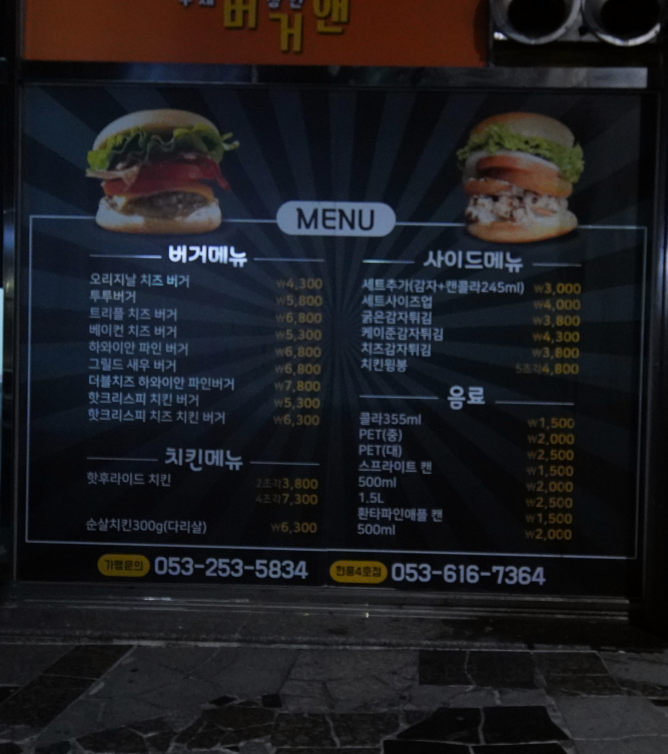 버거앤
MENU
버거메뉴
오리지날 치즈 버거 ₩4,300
투투버거 ₩5,800
트리플 치즈 버거 ₩6,800
베이컨 치즈 버거 ₩5,300
하와이안 파인 버거 ₩6,800
그릴드 새우 버거 ₩6,800
더블치즈 하와이안 파인버거 ₩7,800
핫크리스피 치킨 버거 ₩5,300
핫크리스피 치즈 치킨 버거 ₩6,300
치킨메뉴
핫후라이드 치킨 2조각3,800
4조각7,300
순살치킨300g(다리살) ₩6,300
사이드메뉴
세트추가(감자+캔콜라245ml) ₩3,000
세트사이즈업 ₩4,000
굵은감자튀김 ₩3,800
케이준감자튀김 ₩4,300
치즈감자튀김 ₩3,800
치킨윙봉 5조각4,800
음료
콜라355ml ₩1,500
PET(중) ₩2,000
PET(대) ₩2,500
스프라이트 캔 ₩1,500
500ml ₩2,000
1.5L ₩2,500
환타파인애플 캔 ₩1,500
500ml ₩2,000
가맹문의 053-253-5834
현풍4호점 053-616-7364